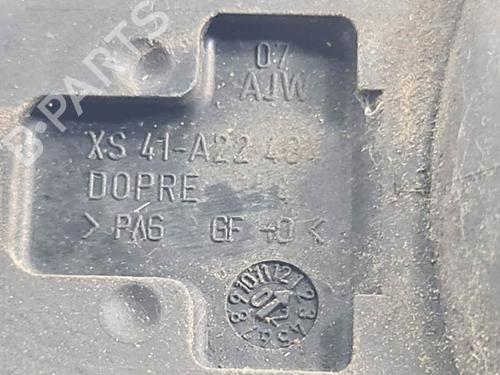 B-PARTS
07
AJW
XS 41-A22
DOPRE
> PA6 GF 40 <